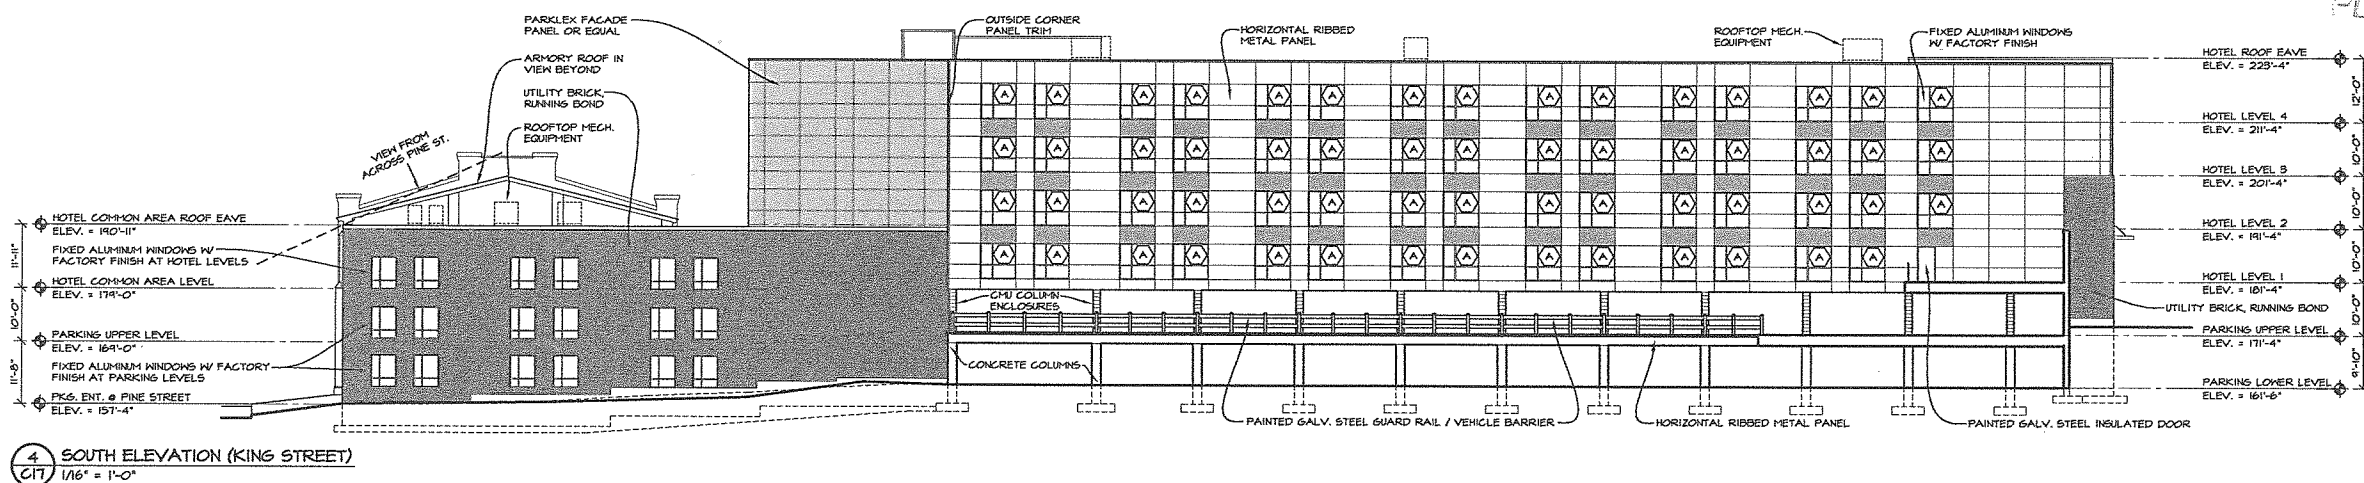 PARKLEX FACADE
PANEL OR EQUAL
OUTSIDE CORNER
PANEL TRIM
HORIZONTAL RIBBED
METAL PANEL
ROOFTOP MECH.
EQUIPMENT
FIXED ALUMINUM WINDOWS
W/ FACTORY FINISH
HOTEL ROOF EAVE
ELEV. = 223'-4"
12'-0"
ARMORY ROOF IN
VIEW BEYOND
UTILITY BRICK,
RUNNING BOND
ROOFTOP MECH.
EQUIPMENT
VIEW FROM
ACROSS PINE ST.
A A A A A A A A A A A A A A A
HOTEL LEVEL 4
ELEV. = 211'-4"
10'-0"
A A A A A A A A A A A A A A A
HOTEL LEVEL 3
ELEV. = 201'-4"
10'-0"
A A A A A A A A A A A A A A A
HOTEL LEVEL 2
ELEV. = 191'-4"
10'-0"
A A A A A A A A A A A A A A A
HOTEL LEVEL 1
ELEV. = 181'-4"
10'-0"
HOTEL COMMON AREA ROOF EAVE
ELEV. = 190'-11"
11'-11"
FIXED ALUMINUM WINDOWS W/
FACTORY FINISH AT HOTEL LEVELS
HOTEL COMMON AREA LEVEL
ELEV. = 179'-0"
10'-0"
PARKING UPPER LEVEL
ELEV. = 169'-0"
11'-8"
FIXED ALUMINUM WINDOWS W/ FACTORY
FINISH AT PARKING LEVELS
PKG. ENT. @ PINE STREET
ELEV. = 157'-4"
CMU COLUMN
ENCLOSURES
CONCRETE COLUMNS
UTILITY BRICK, RUNNING BOND
PARKING UPPER LEVEL
ELEV. = 171'-4"
9'-10"
PARKING LOWER LEVEL
ELEV. = 161'-6"
PAINTED GALV. STEEL GUARD RAIL / VEHICLE BARRIER
HORIZONTAL RIBBED METAL PANEL
PAINTED GALV. STEEL INSULATED DOOR
4
C17
SOUTH ELEVATION (KING STREET)
1/16" = 1'-0"